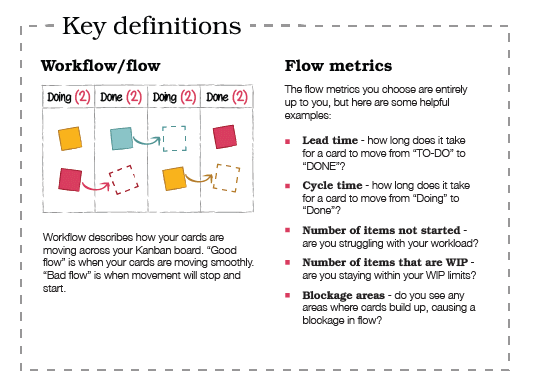 Key definitions
Workflow/flow
Doing (2) Done (2) Doing (2) Done (2)
Workflow describes how your cards are
moving across your Kanban board. “Good
flow” is when your cards are moving smoothly.
“Bad flow” is when movement will stop and
start.
Flow metrics
The flow metrics you choose are entirely
up to you, but here are some helpful
examples:
Lead time - how long does it take
for a card to move from “TO-DO” to
“DONE”?
Cycle time - how long does it take
for a card to move from “Doing” to
“Done”?
Number of items not started -
are you struggling with your workload?
Number of items that are WIP -
are you staying within your WIP limits?
Blockage areas - do you see any
areas where cards build up, causing a
blockage in flow?